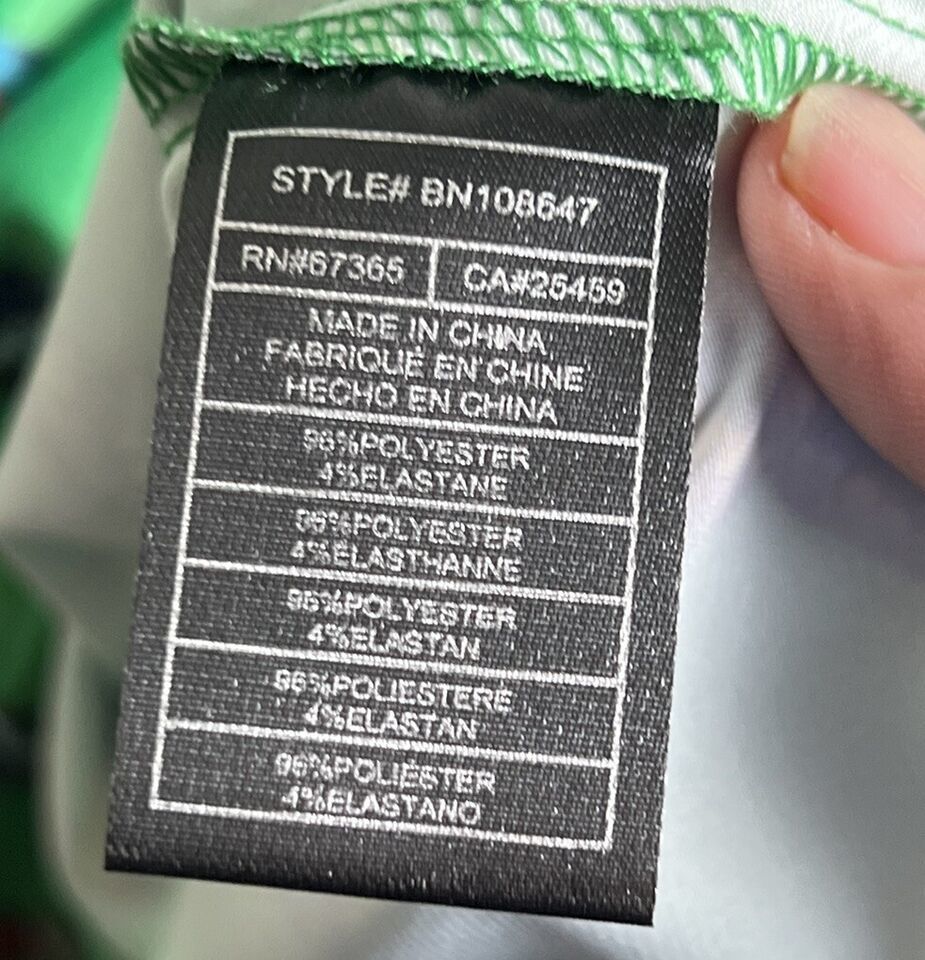 STYLE# BN108647
RN#67365 CA#25459
MADE IN CHINA
FABRIQUÉ EN CHINE
HECHO EN CHINA
96%POLYESTER
4%ELASTANE
96%POLYESTER
4%ELASTHANNE
96%POLYESTER
4%ELASTAN
96%POLIESTERE
4%ELASTAN
96%POLIÉSTER
4%ELASTANO